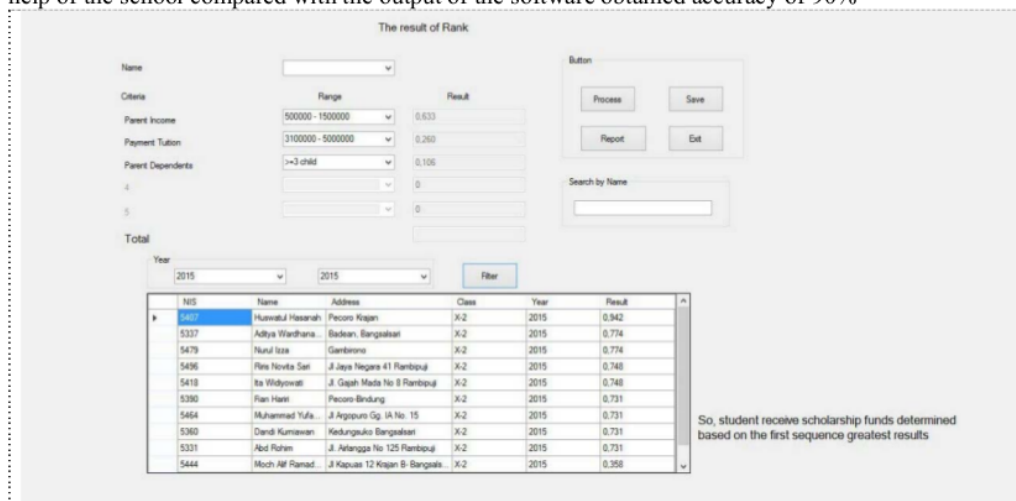 help of the school compared with the output of the software obtained accuracy of 90%
The result of Rank
Name
Button
Criteria Range Result
Process Save
Parent Income 500000 - 1500000 0,633
Payment Tuition 3100000 - 5000000 0,260
Report Exit
Parent Dependents >=3 child 0,106
4 0
Search by Name
5 0
Total
Year
2015 2015 Filter
NIS Name Address Class Year Result
5407 Huswatul Hasanah Pecoro Krajan X-2 2015 0,942
5337 Aditya Wardhana... Badean, Bangsalsari X-2 2015 0,774
5479 Nurul Izza Gambirono X-2 2015 0,774
5496 Rins Novita Sari Jl Jaya Negara 41 Rambipuji X-2 2015 0,748
5418 Ita Widyowati Jl. Gajah Mada No 8 Rambipuji X-2 2015 0,748
5390 Rian Hariri Pecoro-Bindung X-2 2015 0,731
5464 Muhammad Yufa... Jl Argopuro Gg. IA No. 15 X-2 2015 0,731
5360 Dandi Kurniawan Kedungsuko Bangsalsari X-2 2015 0,731
5331 Abd Rohim Jl. Airlangga No 125 Rambipuji X-2 2015 0,731
5444 Moch Alif Ramad... Jl Kapuas 12 Krajan B- Bangsals... X-2 2015 0,358
So, student receive scholarship funds determined
based on the first sequence greatest results